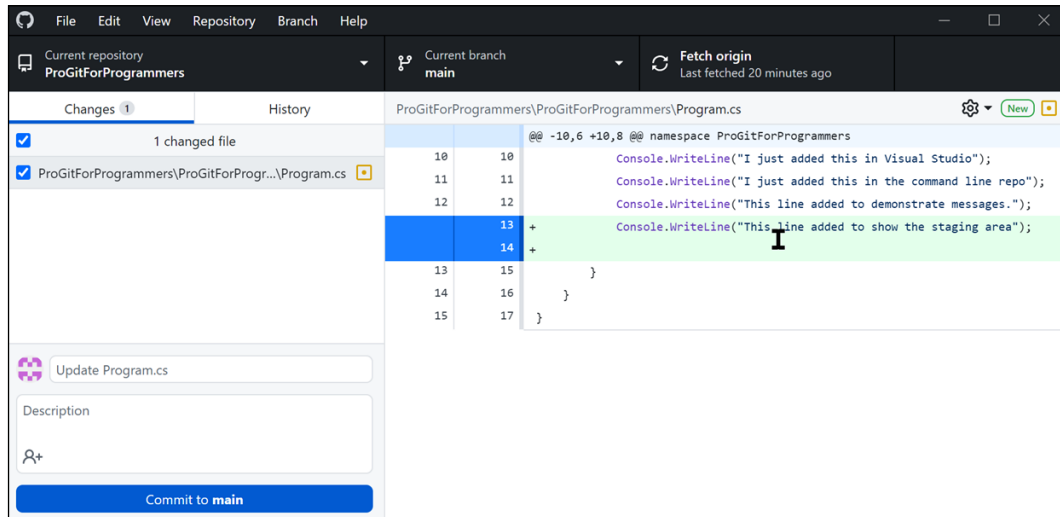 File Edit View Repository Branch Help
Current repository
ProGitForProgrammers
Current branch
main
Fetch origin
Last fetched 20 minutes ago
Changes 1
History
1 changed file
ProGitForProgrammers\ProGitForProgr...\Program.cs
Update Program.cs
Description
Commit to main
ProGitForProgrammers\ProGitForProgrammers\Program.cs
New
@@ -10,6 +10,8 @@ namespace ProGitForProgrammers
10 10 Console.WriteLine("I just added this in Visual Studio");
11 11 Console.WriteLine("I just added this in the command line repo");
12 12 Console.WriteLine("This line added to demonstrate messages.");
13 + Console.WriteLine("This line added to show the staging area");
14 +
13 15 }
14 16 }
15 17 }